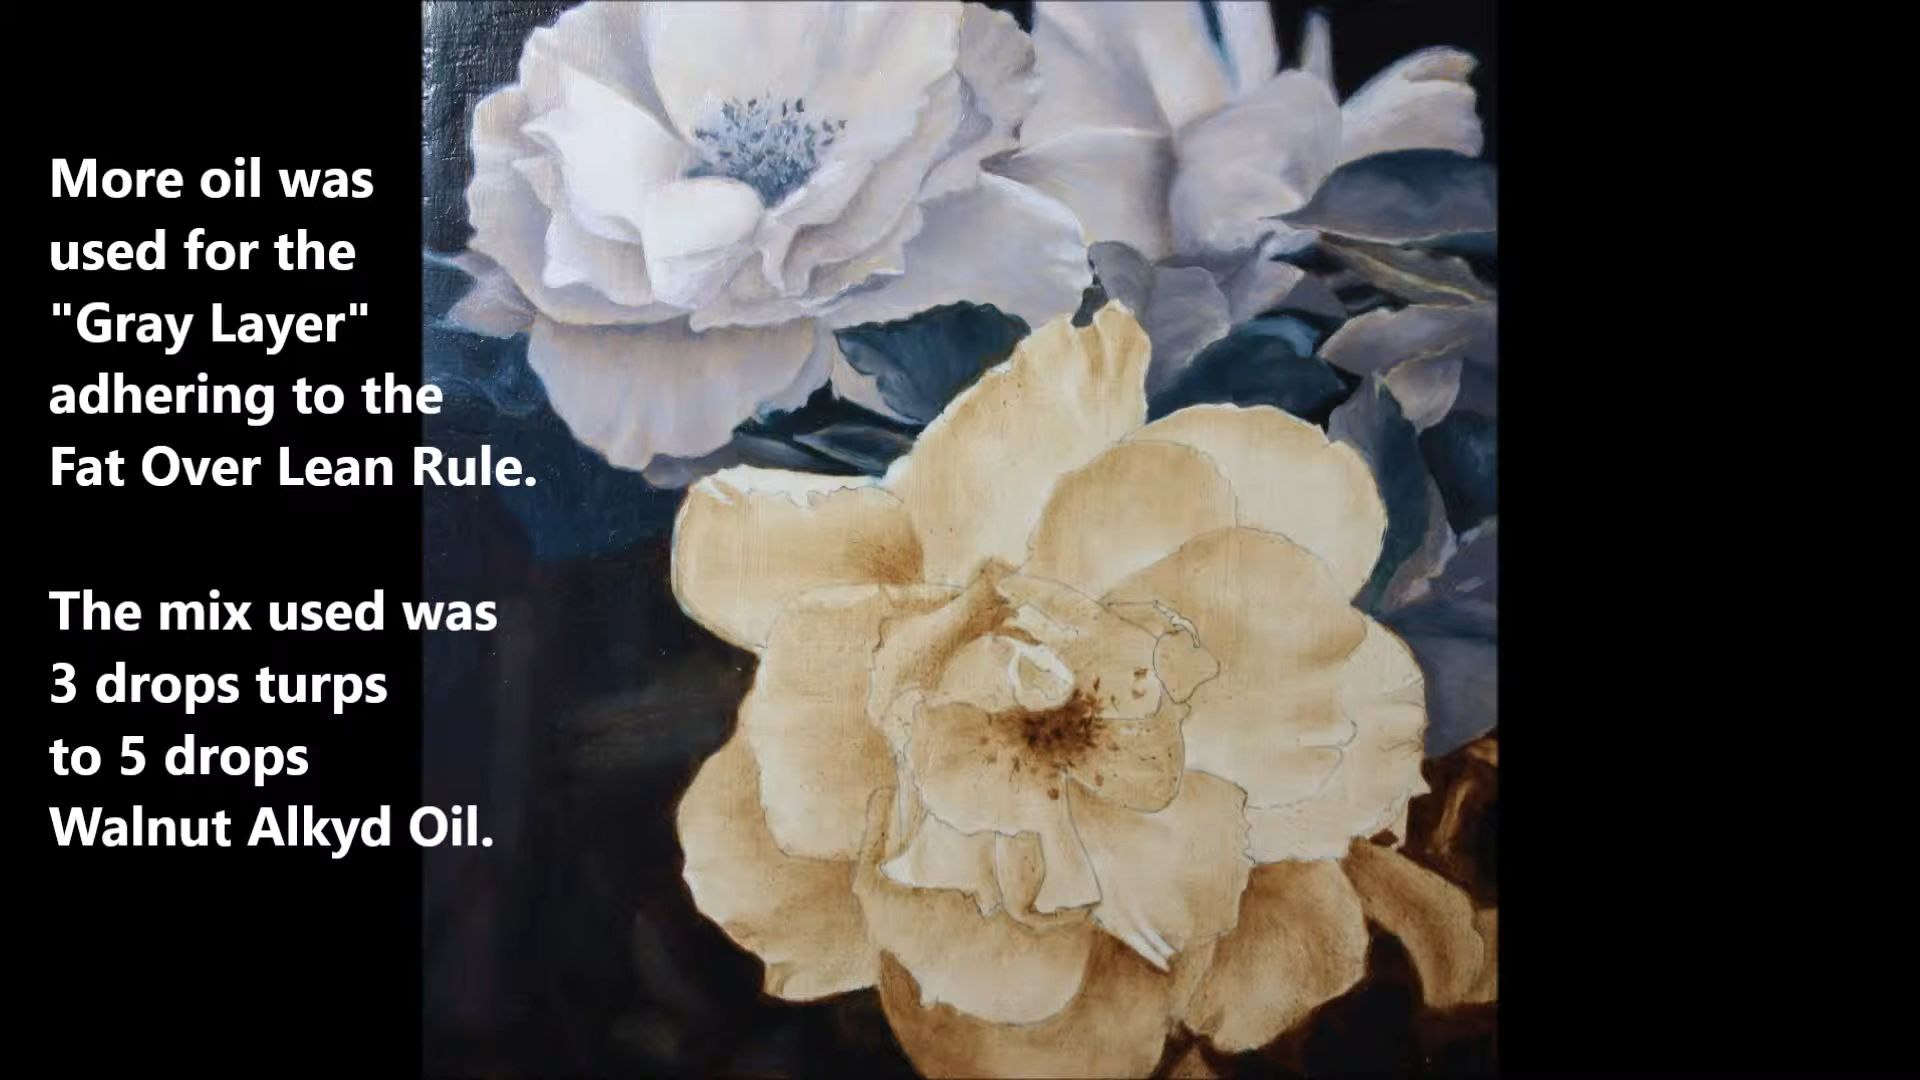 More oil was
used for the
"Gray Layer"
adhering to the
Fat Over Lean Rule.
The mix used was
3 drops turps
to 5 drops
Walnut Alkyd Oil.